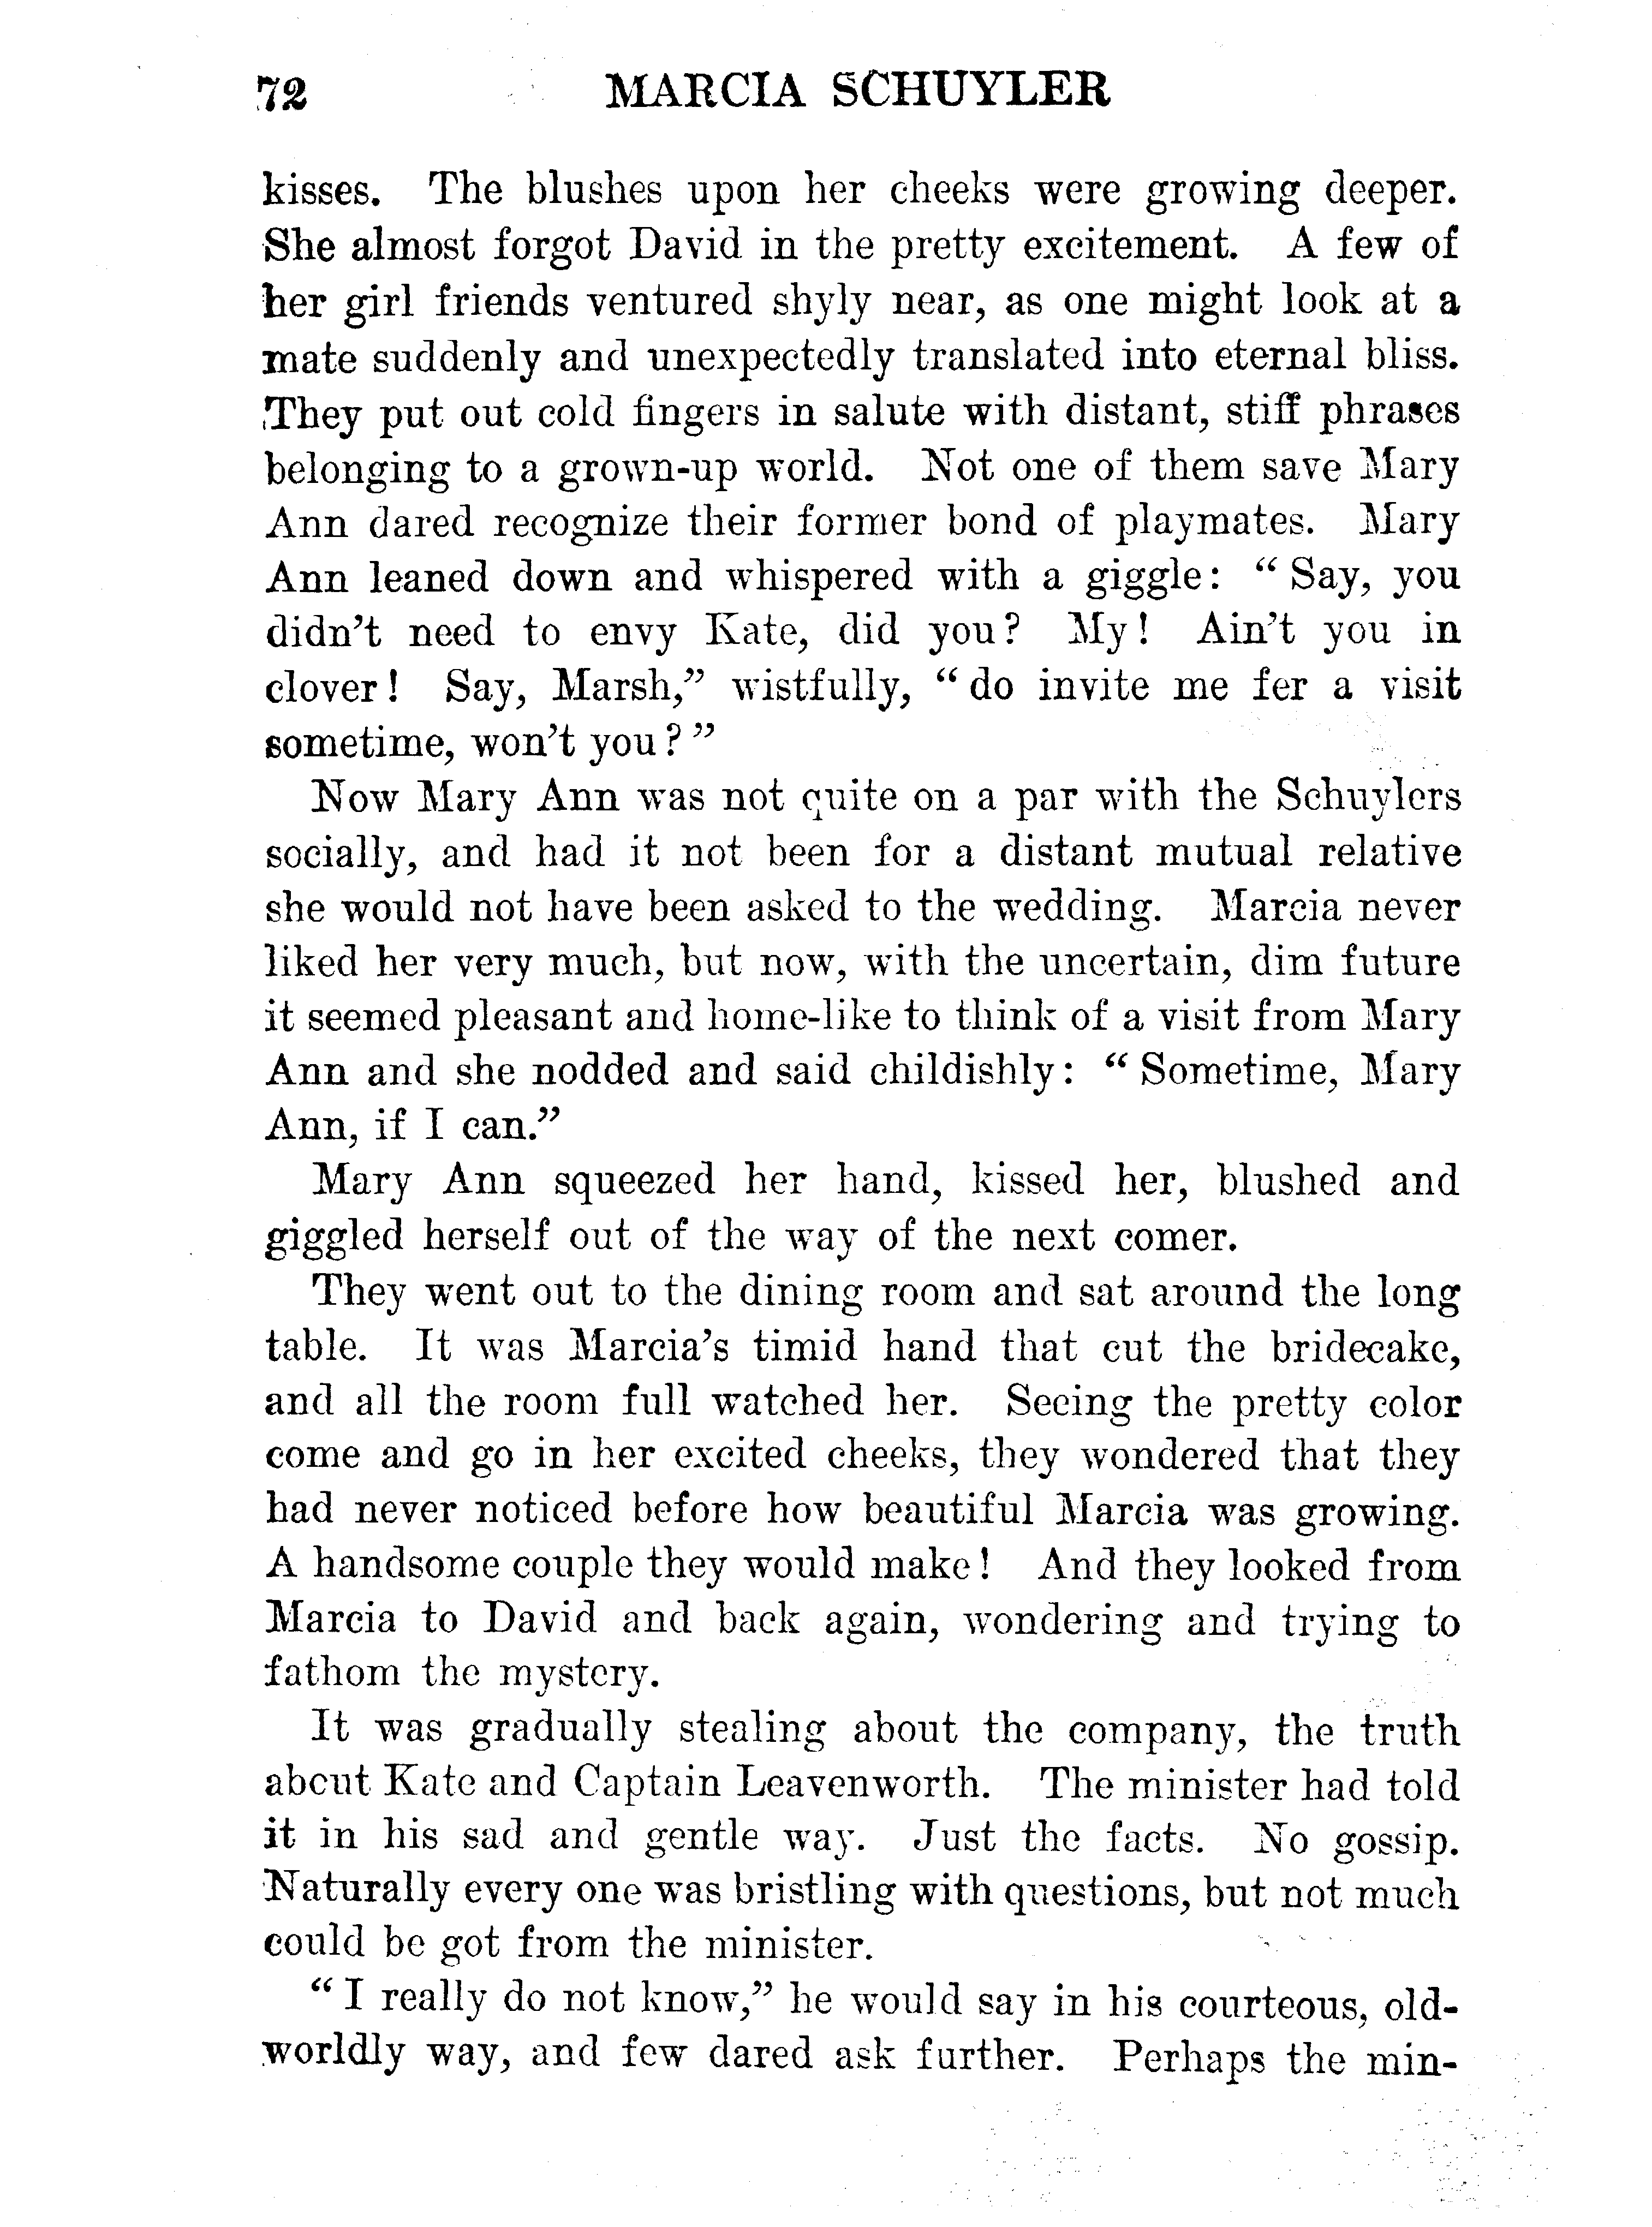 72 MARCIA SCHUYLER
kisses. The blushes upon her cheeks were growing deeper.
She almost forgot David in the pretty excitement. A few of
her girl friends ventured shyly near, as one might look at a
mate suddenly and unexpectedly translated into eternal bliss.
They put out cold fingers in salute with distant, stiff phrases
belonging to a grown-up world. Not one of them save Mary
Ann dared recognize their former bond of playmates. Mary
Ann leaned down and whispered with a giggle: “ Say, you
didn't need to envy Kate, did you? My! Ain't you in
clover! Say, Marsh,” wistfully, “ do invite me fer a visit
sometime, won't you? ”
Now Mary Ann was not quite on a par with the Schuylers
socially, and had it not been for a distant mutual relative
she would not have been asked to the wedding. Marcia never
liked her very much, but now, with the uncertain, dim future
it seemed pleasant and home-like to think of a visit from Mary
Ann and she nodded and said childishly: “ Sometime, Mary
Ann, if I can.”
Mary Ann squeezed her hand, kissed her, blushed and
giggled herself out of the way of the next comer.
They went out to the dining room and sat around the long
table. It was Marcia's timid hand that cut the bridecake,
and all the room full watched her. Seeing the pretty color
come and go in her excited cheeks, they wondered that they
had never noticed before how beautiful Marcia was growing.
A handsome couple they would make! And they looked from
Marcia to David and back again, wondering and trying to
fathom the mystery.
It was gradually stealing about the company, the truth
about Kate and Captain Leavenworth. The minister had told
it in his sad and gentle way. Just the facts. No gossip.
Naturally every one was bristling with questions, but not much
could be got from the minister.
“ I really do not know,” he would say in his courteous, old-
worldly way, and few dared ask further. Perhaps the min-